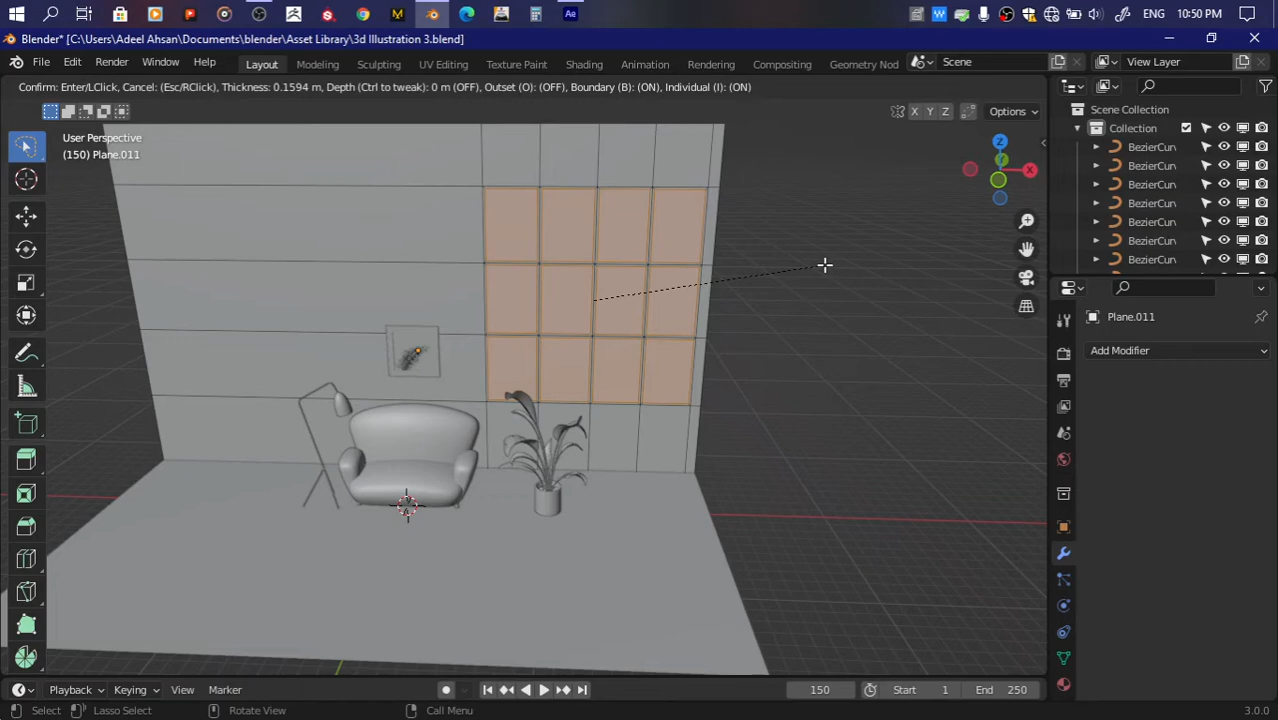 ENG 10:50 PM
Blender* [C:\Users\Adeel Ahsan\Documents\blender\Asset Library\3d Illustration 3.blend]
File Edit Render Window Help Layout Modeling Sculpting UV Editing Texture Paint Shading Animation Rendering Compositing Geometry Nod Scene View Layer
Confirm: Enter/LClick, Cancel: (Esc/RClick), Thickness: 0.1594 m, Depth (Ctrl to tweak): 0 m (OFF), Outset (O): (OFF), Boundary (B): (ON), Individual (I): (ON)
X Y Z Options
Scene Collection
Collection
BezierCurv
BezierCurv
BezierCurv
BezierCurv
BezierCurv
BezierCurv
BezierCurv
User Perspective
(150) Plane.011
Z
X
Plane.011
Add Modifier
Playback Keying View Marker 150 Start 1 End 250
Select Lasso Select Rotate View Call Menu 3.0.0